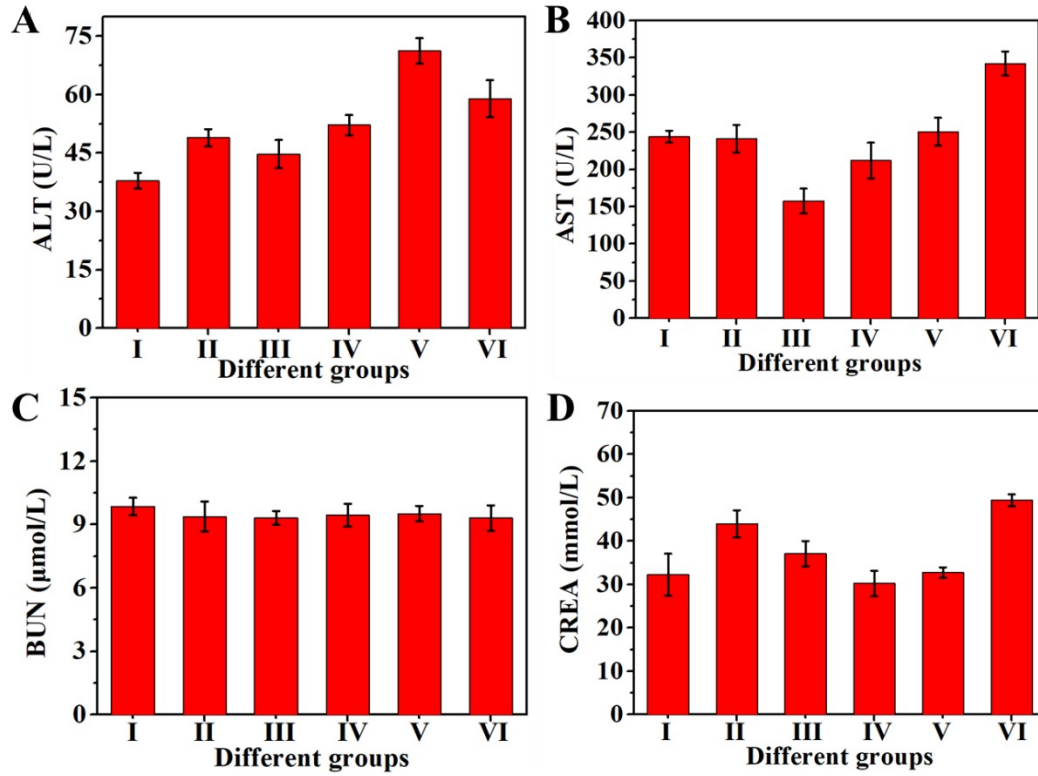 A
ALT (U/L)
75
60
45
30
15
0
I II III IV V VI
Different groups
B
AST (U/L)
400
350
300
250
200
150
100
50
0
I II III IV V VI
Different groups
C
BUN (μmol/L)
15
12
9
6
3
0
I II III IV V VI
Different groups
D
CREA (mmol/L)
70
60
50
40
30
20
10
0
I II III IV V VI
Different groups